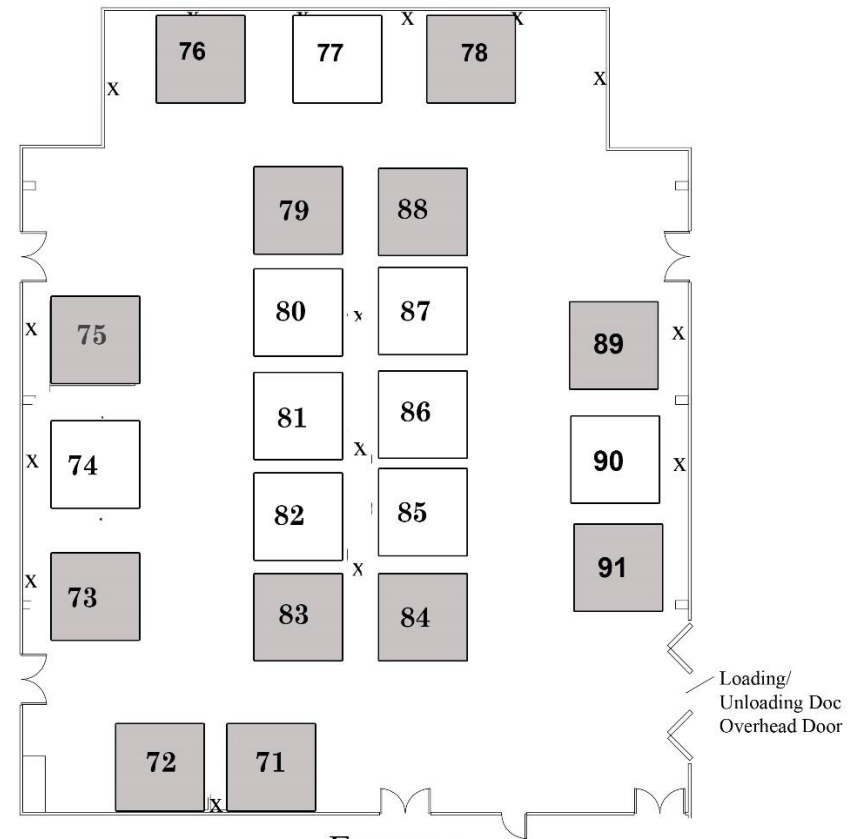 76 77 78
X X X X
X X
79 88
80 X 87
X 75 89 X
81 86
X 74 X 90 X
82 85
X 73 X 91
83 84
Loading/
Unloading Doc
Overhead Door
72 71
X